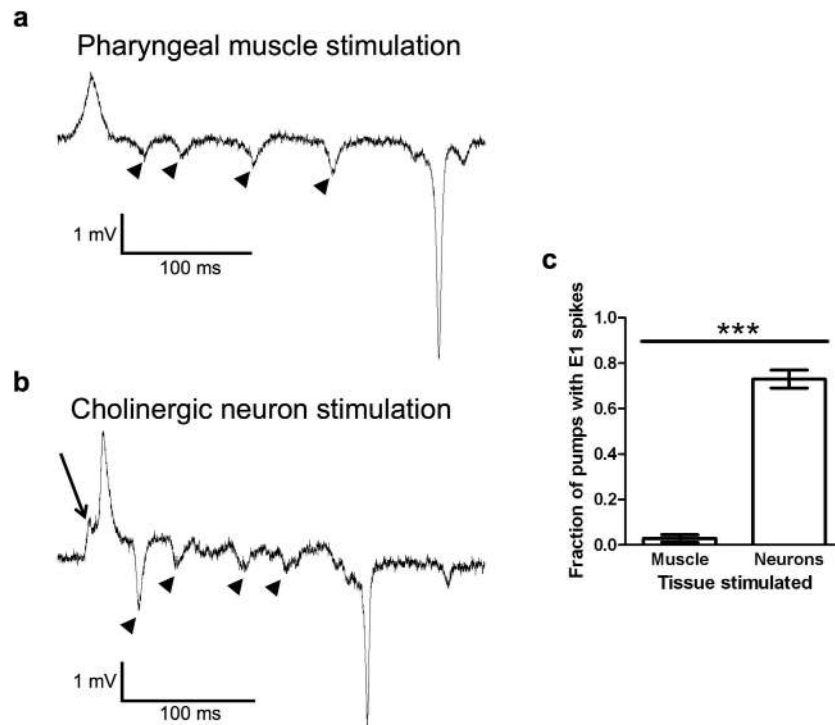 a
Pharyngeal muscle stimulation
1 mV
100 ms
b
Cholinergic neuron stimulation
1 mV
100 ms
c
Fraction of pumps with E1 spikes
1.0
0.8
0.6
0.4
0.2
0.0
***
Muscle Neurons
Tissue stimulated